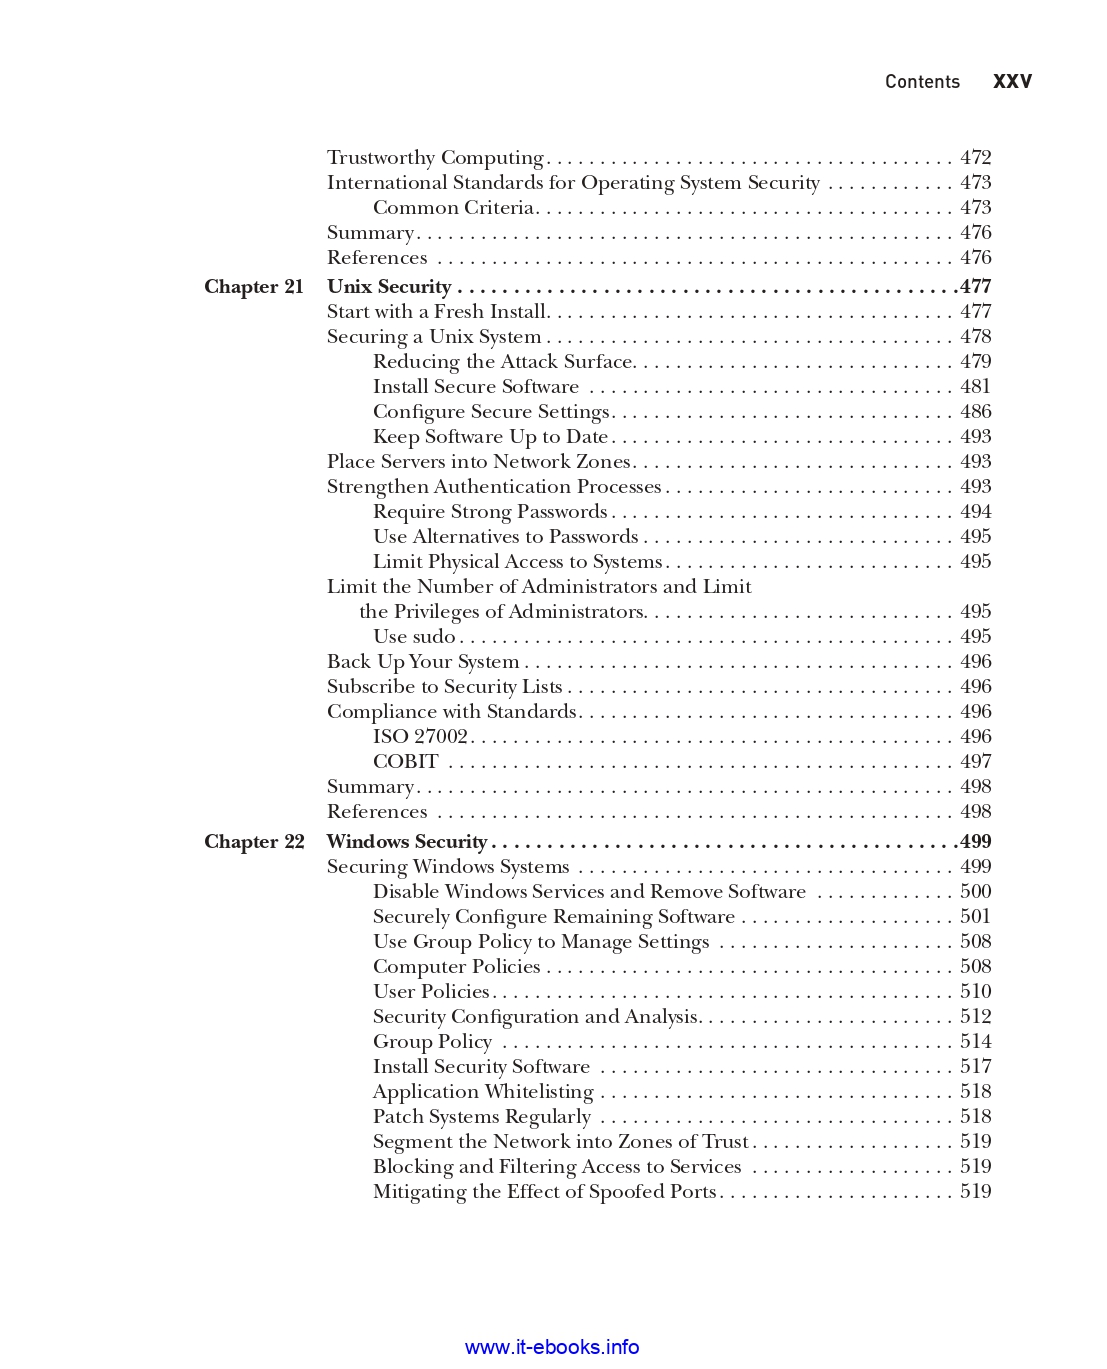 Contents XXV
Trustworthy Computing. . . . . . . . . . . . . . . . . . . . . . . . . . . . . . . . . . . . . . 472
International Standards for Operating System Security . . . . . . . . . . . . 473
Common Criteria. . . . . . . . . . . . . . . . . . . . . . . . . . . . . . . . . . . . . . . 473
Summary. . . . . . . . . . . . . . . . . . . . . . . . . . . . . . . . . . . . . . . . . . . . . . . . . . 476
References . . . . . . . . . . . . . . . . . . . . . . . . . . . . . . . . . . . . . . . . . . . . . . . . 476
Chapter 21 Unix Security . . . . . . . . . . . . . . . . . . . . . . . . . . . . . . . . . . . . . . . . . . . . .477
Start with a Fresh Install. . . . . . . . . . . . . . . . . . . . . . . . . . . . . . . . . . . . . . 477
Securing a Unix System . . . . . . . . . . . . . . . . . . . . . . . . . . . . . . . . . . . . . . 478
Reducing the Attack Surface. . . . . . . . . . . . . . . . . . . . . . . . . . . . . . 479
Install Secure Software . . . . . . . . . . . . . . . . . . . . . . . . . . . . . . . . . . 481
Configure Secure Settings. . . . . . . . . . . . . . . . . . . . . . . . . . . . . . . . 486
Keep Software Up to Date . . . . . . . . . . . . . . . . . . . . . . . . . . . . . . . . 493
Place Servers into Network Zones. . . . . . . . . . . . . . . . . . . . . . . . . . . . . . 493
Strengthen Authentication Processes . . . . . . . . . . . . . . . . . . . . . . . . . . . 493
Require Strong Passwords . . . . . . . . . . . . . . . . . . . . . . . . . . . . . . . . 494
Use Alternatives to Passwords . . . . . . . . . . . . . . . . . . . . . . . . . . . . . 495
Limit Physical Access to Systems. . . . . . . . . . . . . . . . . . . . . . . . . . . 495
Limit the Number of Administrators and Limit
the Privileges of Administrators. . . . . . . . . . . . . . . . . . . . . . . . . . . . . 495
Use sudo . . . . . . . . . . . . . . . . . . . . . . . . . . . . . . . . . . . . . . . . . . . . . . 495
Back Up Your System . . . . . . . . . . . . . . . . . . . . . . . . . . . . . . . . . . . . . . . . 496
Subscribe to Security Lists . . . . . . . . . . . . . . . . . . . . . . . . . . . . . . . . . . . . 496
Compliance with Standards. . . . . . . . . . . . . . . . . . . . . . . . . . . . . . . . . . . 496
ISO 27002. . . . . . . . . . . . . . . . . . . . . . . . . . . . . . . . . . . . . . . . . . . . . 496
COBIT . . . . . . . . . . . . . . . . . . . . . . . . . . . . . . . . . . . . . . . . . . . . . . . 497
Summary. . . . . . . . . . . . . . . . . . . . . . . . . . . . . . . . . . . . . . . . . . . . . . . . . . 498
References . . . . . . . . . . . . . . . . . . . . . . . . . . . . . . . . . . . . . . . . . . . . . . . . 498
Chapter 22 Windows Security . . . . . . . . . . . . . . . . . . . . . . . . . . . . . . . . . . . . . . . . . .499
Securing Windows Systems . . . . . . . . . . . . . . . . . . . . . . . . . . . . . . . . . . . 499
Disable Windows Services and Remove Software . . . . . . . . . . . . . 500
Securely Configure Remaining Software . . . . . . . . . . . . . . . . . . . . 501
Use Group Policy to Manage Settings . . . . . . . . . . . . . . . . . . . . . . 508
Computer Policies . . . . . . . . . . . . . . . . . . . . . . . . . . . . . . . . . . . . . . 508
User Policies. . . . . . . . . . . . . . . . . . . . . . . . . . . . . . . . . . . . . . . . . . . 510
Security Configuration and Analysis. . . . . . . . . . . . . . . . . . . . . . . . 512
Group Policy . . . . . . . . . . . . . . . . . . . . . . . . . . . . . . . . . . . . . . . . . . 514
Install Security Software . . . . . . . . . . . . . . . . . . . . . . . . . . . . . . . . . 517
Application Whitelisting . . . . . . . . . . . . . . . . . . . . . . . . . . . . . . . . . 518
Patch Systems Regularly . . . . . . . . . . . . . . . . . . . . . . . . . . . . . . . . . 518
Segment the Network into Zones of Trust . . . . . . . . . . . . . . . . . . . 519
Blocking and Filtering Access to Services . . . . . . . . . . . . . . . . . . . 519
Mitigating the Effect of Spoofed Ports. . . . . . . . . . . . . . . . . . . . . . 519
www.it-ebooks.info